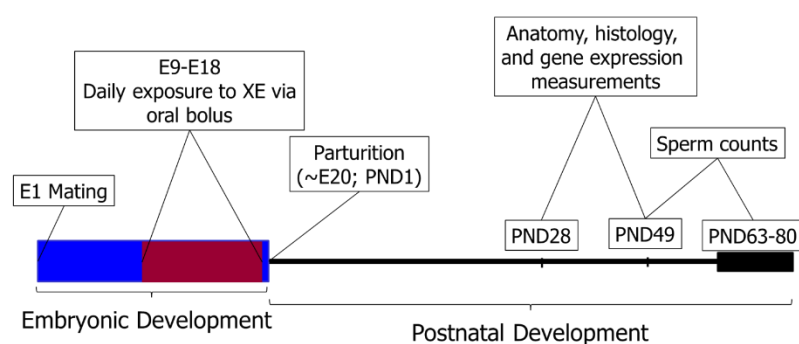 E9-E18
Daily exposure to XE via
oral bolus
Anatomy, histology,
and gene expression
measurements
Parturition
(~E20; PND1)
Sperm counts
E1 Mating
PND28
PND49
PND63-80
Embryonic Development
Postnatal Development